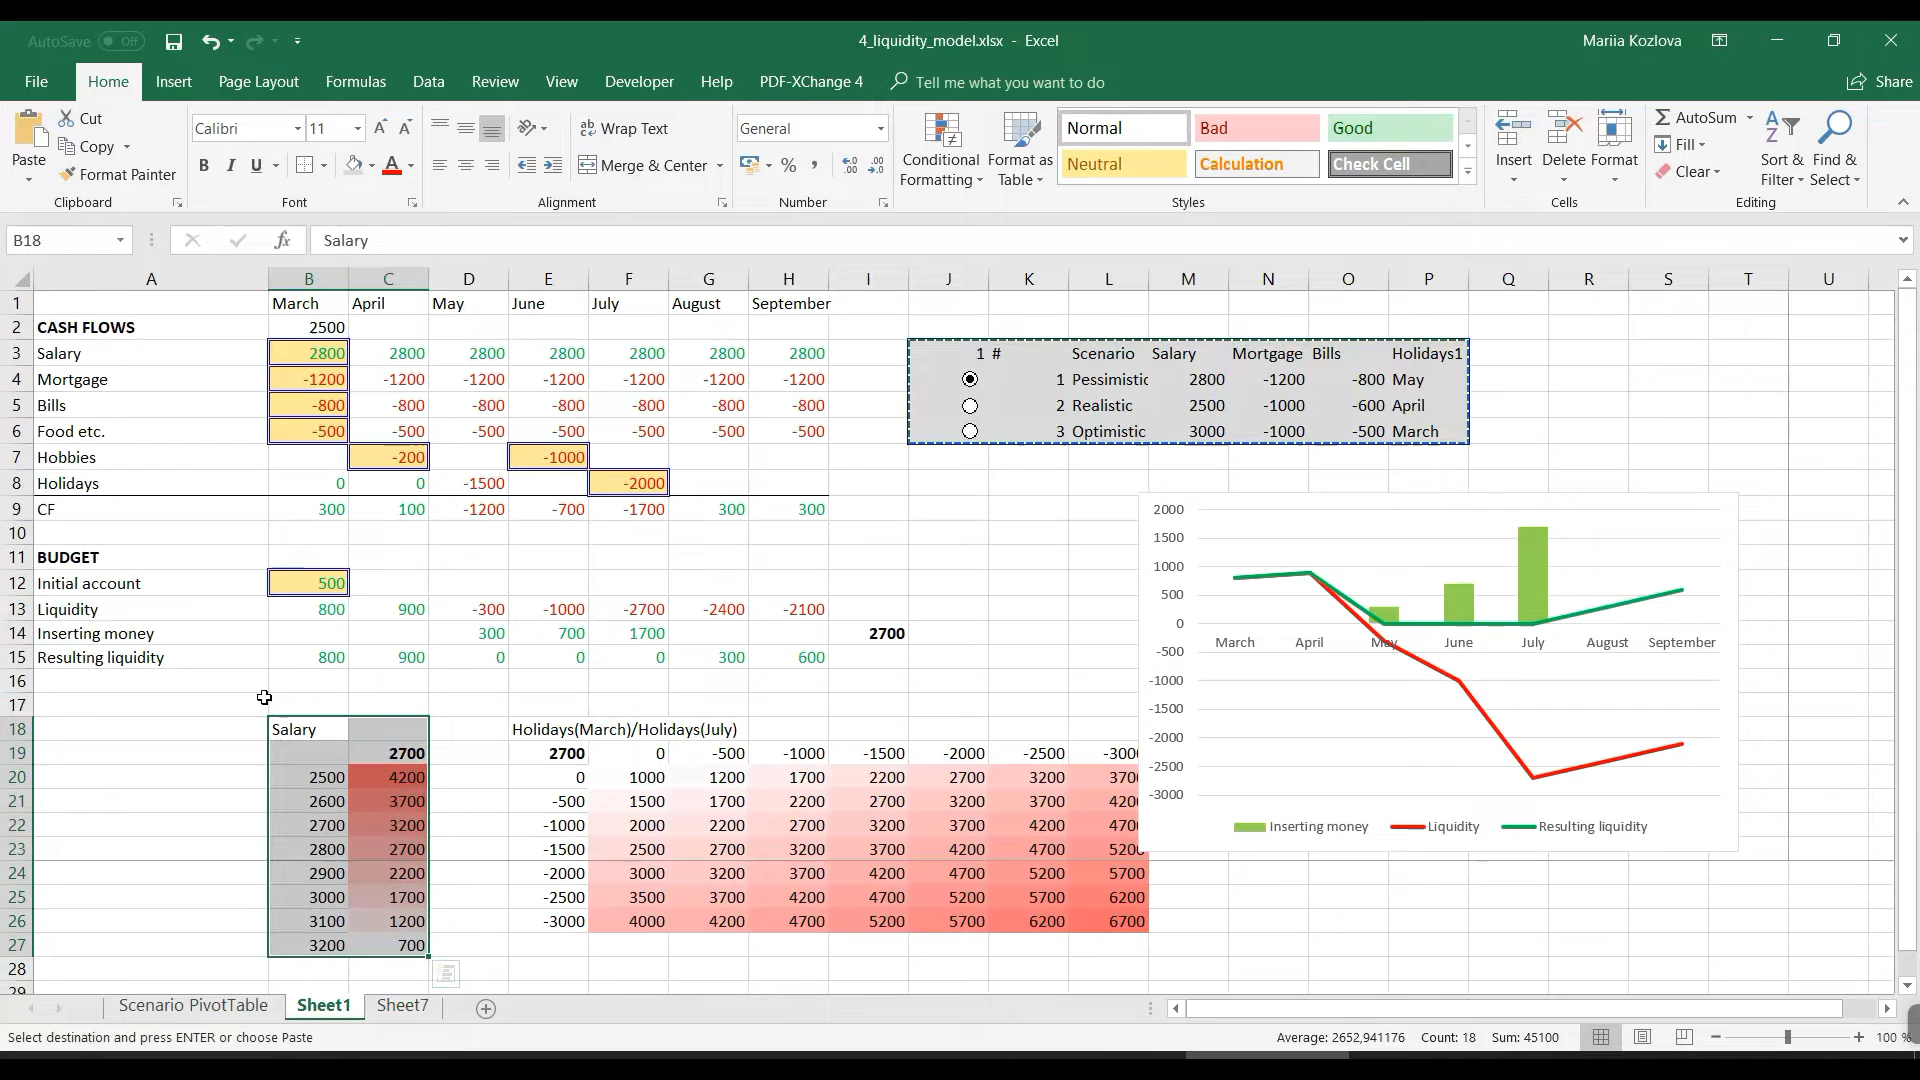 AutoSave Off
4_liquidity_model.xlsx - Excel
Mariia Kozlova
File Home Insert Page Layout Formulas Data Review View Developer Help PDF-XChange 4 Tell me what you want to do Share
Paste
Cut
Copy
Format Painter
Calibri 11
B I U
Wrap Text
Merge & Center
General
%
Conditional Formatting
Format as Table
Normal Bad Good
Neutral Calculation Check Cell
Insert Delete Format
AutoSum
Fill
Clear
Sort & Filter
Find & Select
Clipboard Font Alignment Number Styles Cells Editing
B18 fx Salary
A B C D E F G H I J K L M N O P Q R S T U
1 March April May June July August September
2 CASH FLOWS 2500
3 Salary 2800 2800 2800 2800 2800 2800 2800 1 # Scenario Salary Mortgage Bills Holidays1
4 Mortgage -1200 -1200 -1200 -1200 -1200 -1200 -1200 1 Pessimistic 2800 -1200 -800 May
5 Bills -800 -800 -800 -800 -800 -800 -800 2 Realistic 2500 -1000 -600 April
6 Food etc. -500 -500 -500 -500 -500 -500 -500 3 Optimistic 3000 -1000 -500 March
7 Hobbies -200 -1000
8 Holidays 0 0 -1500 -2000
9 CF 300 100 -1200 -700 -1700 300 300
10
11 BUDGET
12 Initial account 500
13 Liquidity 800 900 -300 -1000 -2700 -2400 -2100
14 Inserting money 300 700 1700 2700
15 Resulting liquidity 800 900 0 0 0 300 600
16
17
18 Salary Holidays(March)/Holidays(July)
19 2700 2700 0 -500 -1000 -1500 -2000 -2500 -3000
20 2500 4200 0 1000 1200 1700 2200 2700 3200 370
21 2600 3700 -500 1500 1700 2200 2700 3200 3700 420
22 2700 3200 -1000 2000 2200 2700 3200 3700 4200 470
23 2800 2700 -1500 2500 2700 3200 3700 4200 4700 520
24 2900 2200 -2000 3000 3200 3700 4200 4700 5200 5700
25 3000 1700 -2500 3500 3700 4200 4700 5200 5700 6200
26 3100 1200 -3000 4000 4200 4700 5200 5700 6200 6700
27 3200 700
28
29
2000
1500
1000
500
0
-500
-1000
-1500
-2000
-2500
-3000
March April May June July August September
Inserting money Liquidity Resulting liquidity
Scenario PivotTable Sheet1 Sheet7
Select destination and press ENTER or choose Paste
Average: 2652,941176 Count: 18 Sum: 45100
100 %